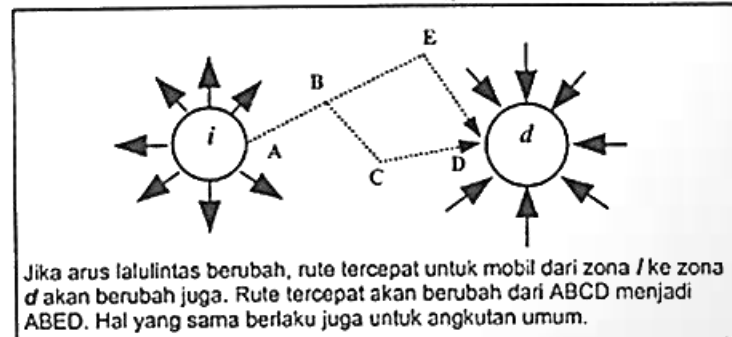 E
B
i
A
d
D
C
Jika arus lalulintas berubah, rute tercepat untuk mobil dari zona i ke zona
d akan berubah juga. Rute tercepat akan berubah dari ABCD menjadi
ABED. Hal yang sama berlaku juga untuk angkutan umum.